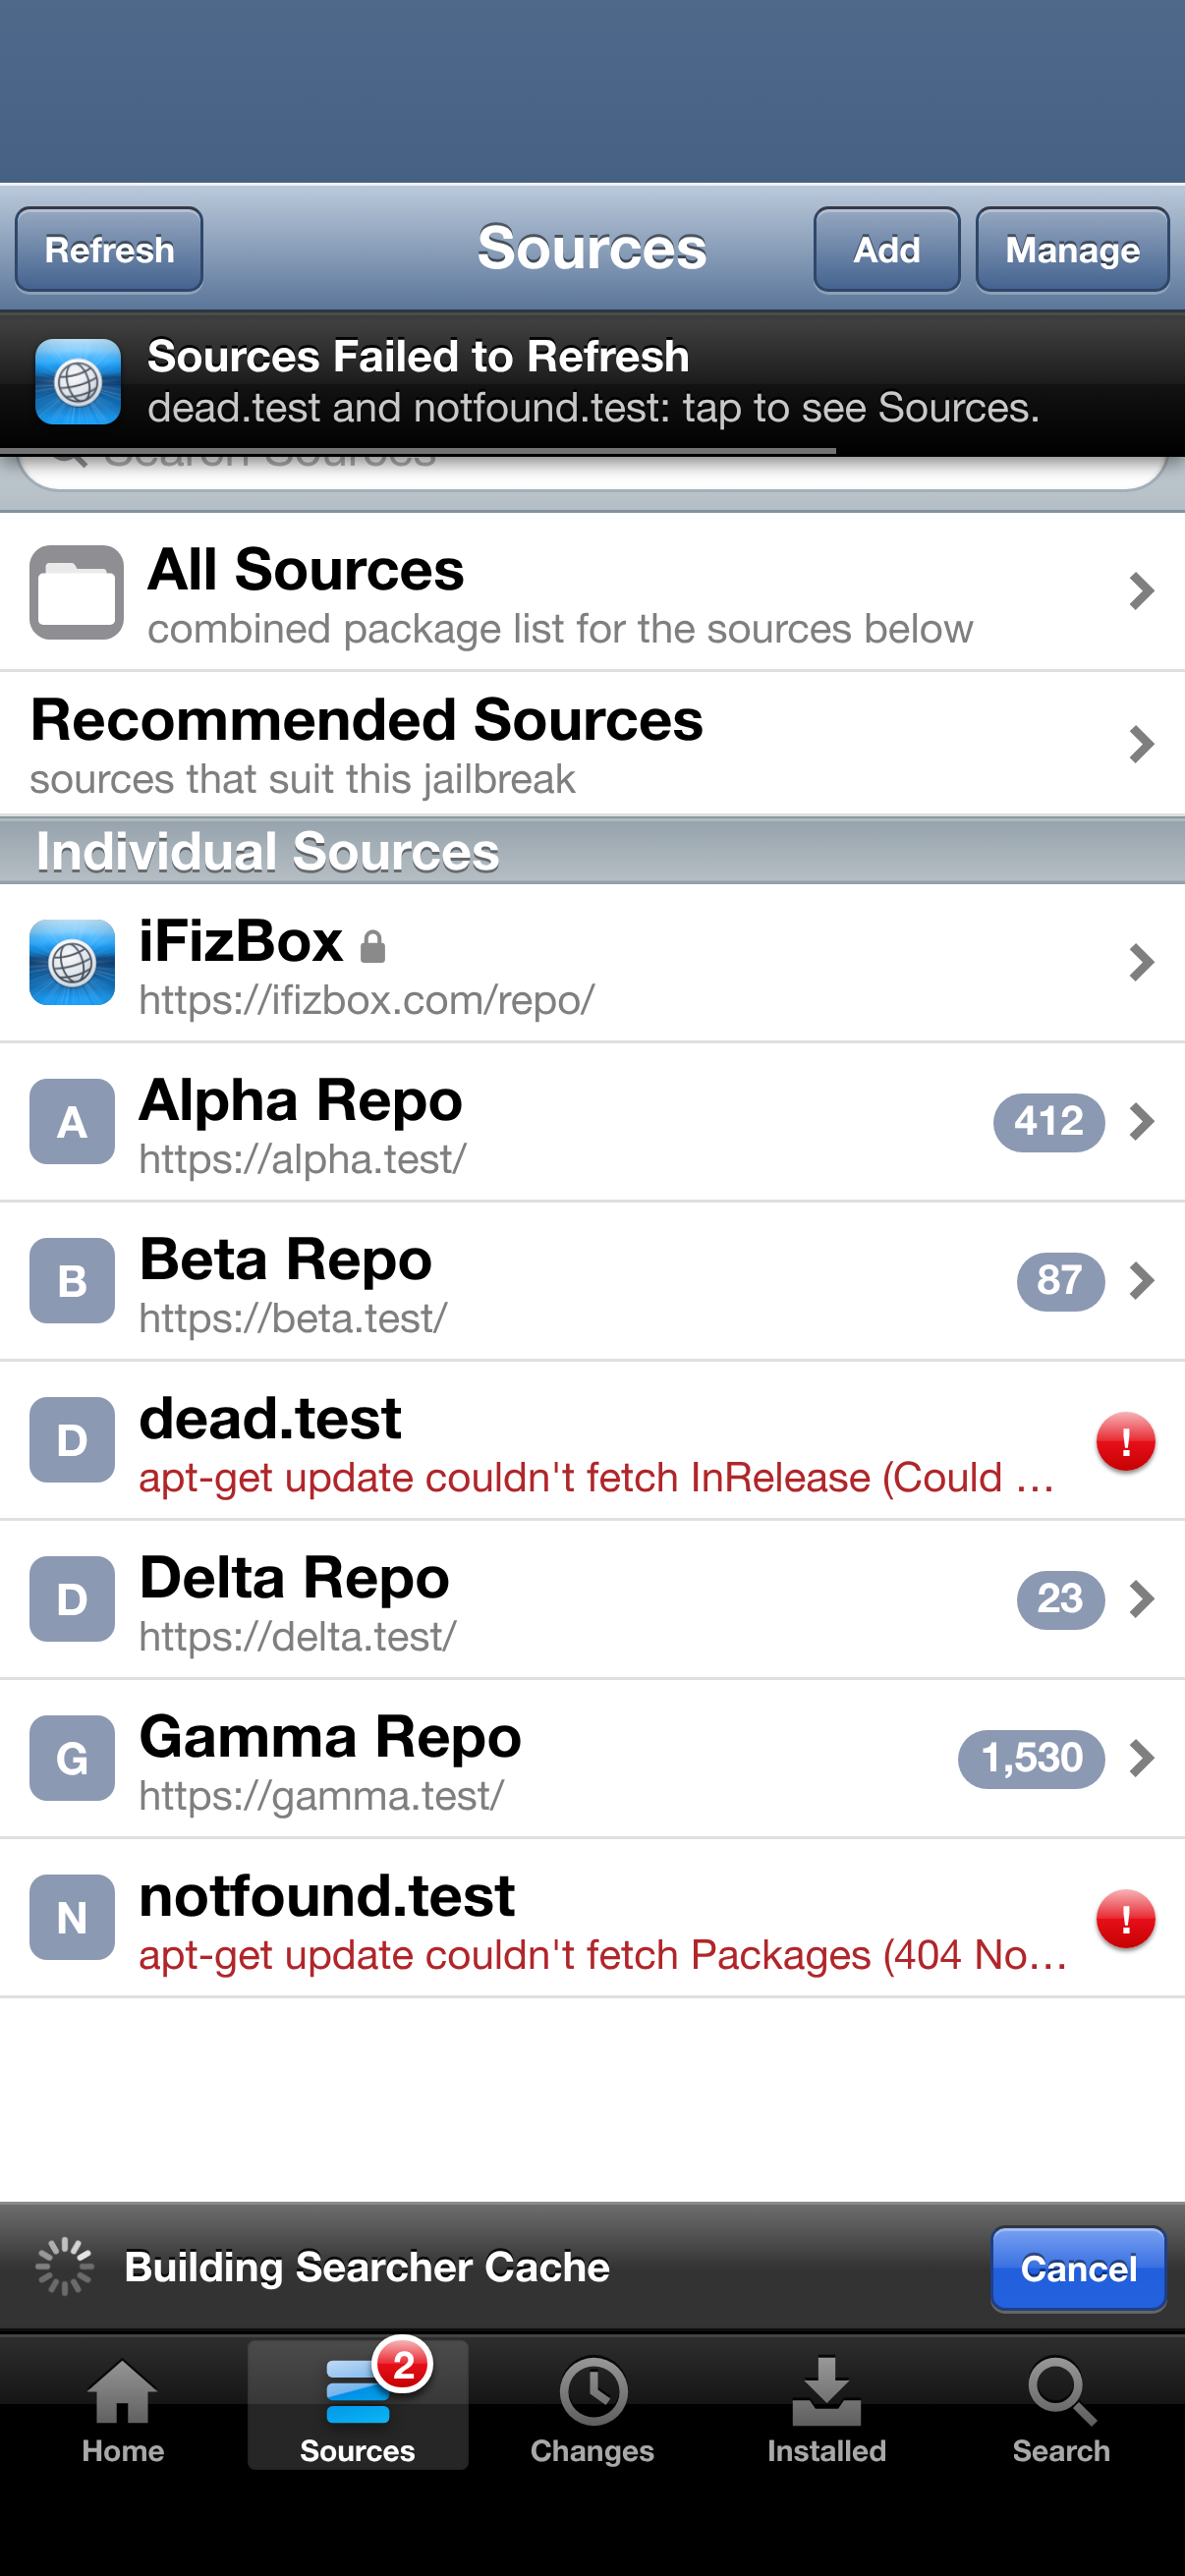 Refresh
Sources
Add
Manage
Sources Failed to Refresh
dead.test and notfound.test: tap to see Sources.
Search Sources
All Sources
combined package list for the sources below
Recommended Sources
sources that suit this jailbreak
Individual Sources
iFizBox
https://ifizbox.com/repo/
A
Alpha Repo
412
https://alpha.test/
B
Beta Repo
87
https://beta.test/
D
dead.test
!
apt-get update couldn't fetch InRelease (Could …
D
Delta Repo
23
https://delta.test/
G
Gamma Repo
1,530
https://gamma.test/
N
notfound.test
!
apt-get update couldn't fetch Packages (404 No…
Building Searcher Cache
Cancel
2
Home
Sources
Changes
Installed
Search